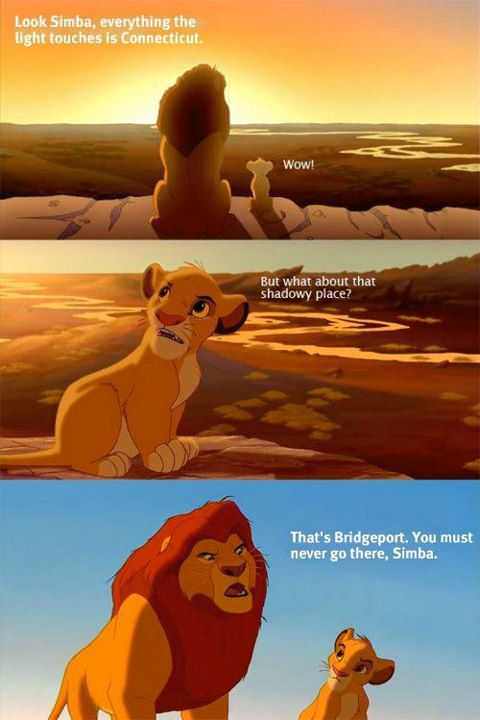 Look Simba, everything the
light touches is Connecticut.
Wow!
But what about that
shadowy place?
That's Bridgeport. You must
never go there, Simba.